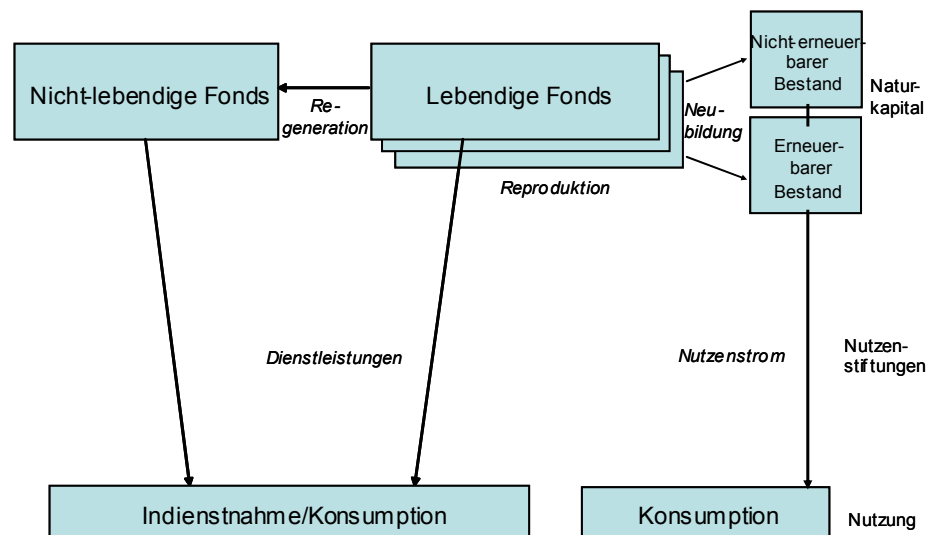 Nicht-lebendige Fonds
Re-
generation
Lebendige Fonds
Neu-
bildung
Reproduktion
Nicht-erneuer-
barer
Bestand
Natur-
kapital
Erneuer-
barer
Bestand
Dienstleistungen
Nutzenstrom
Nutzen-
stiftungen
Indienstnahme/Konsumption
Konsumption
Nutzung